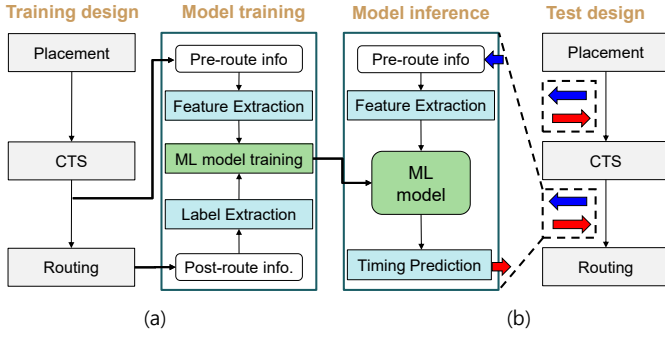 Training design
Model training
Model inference
Test design
Placement
CTS
Routing
Pre-route info
Feature Extraction
ML model training
Label Extraction
Post-route info.
Pre-route info
Feature Extraction
ML
model
Timing Prediction
Placement
CTS
Routing
(a)
(b)